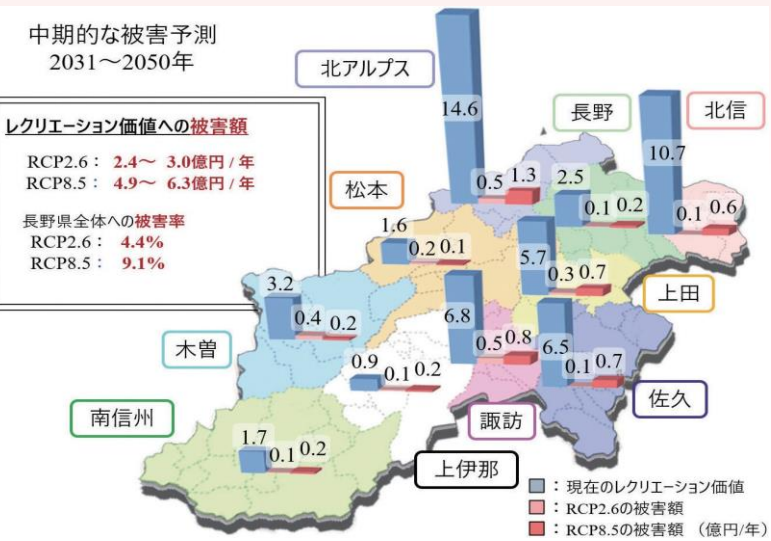 中期的な被害予測
2031～2050年
レクリエーション価値への被害額
RCP2.6： 2.4～ 3.0億円 / 年
RCP8.5： 4.9～ 6.3億円 / 年
長野県全体への被害率
RCP2.6： 4.4%
RCP8.5： 9.1%
北アルプス
14.6
0.5
1.3
長野
2.5
0.1
0.2
北信
10.7
0.1
0.6
松本
1.6
0.2
0.1
5.7
0.3
0.7
上田
木曽
3.2
0.4
0.2
6.8
0.5
0.8
諏訪
6.5
0.1
0.7
佐久
0.9
0.1
0.2
上伊那
南信州
1.7
0.1
0.2
：現在のレクリエーション価値
：RCP2.6の被害額
：RCP8.5の被害額 （億円/年）